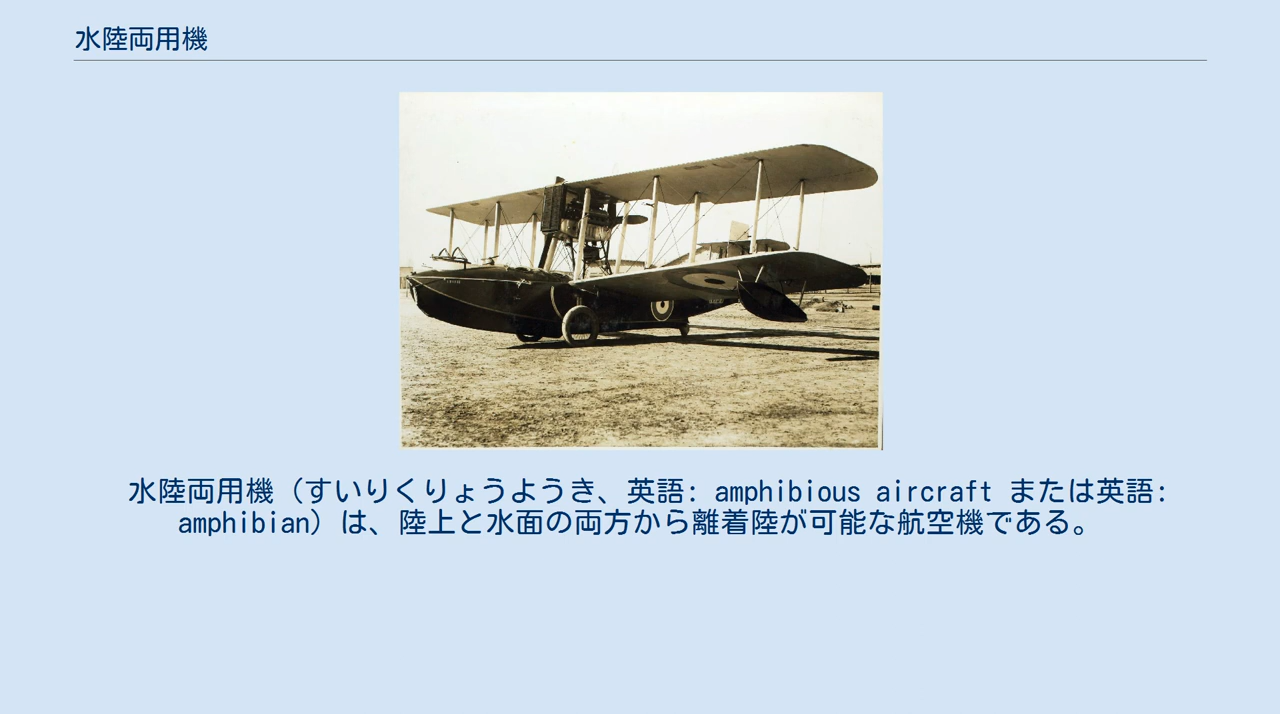 水陸両用機
水陸両用機（すいりくりょうようき、英語: amphibious aircraft または英語:
amphibian）は、陸上と水面の両方から離着陸が可能な航空機である。